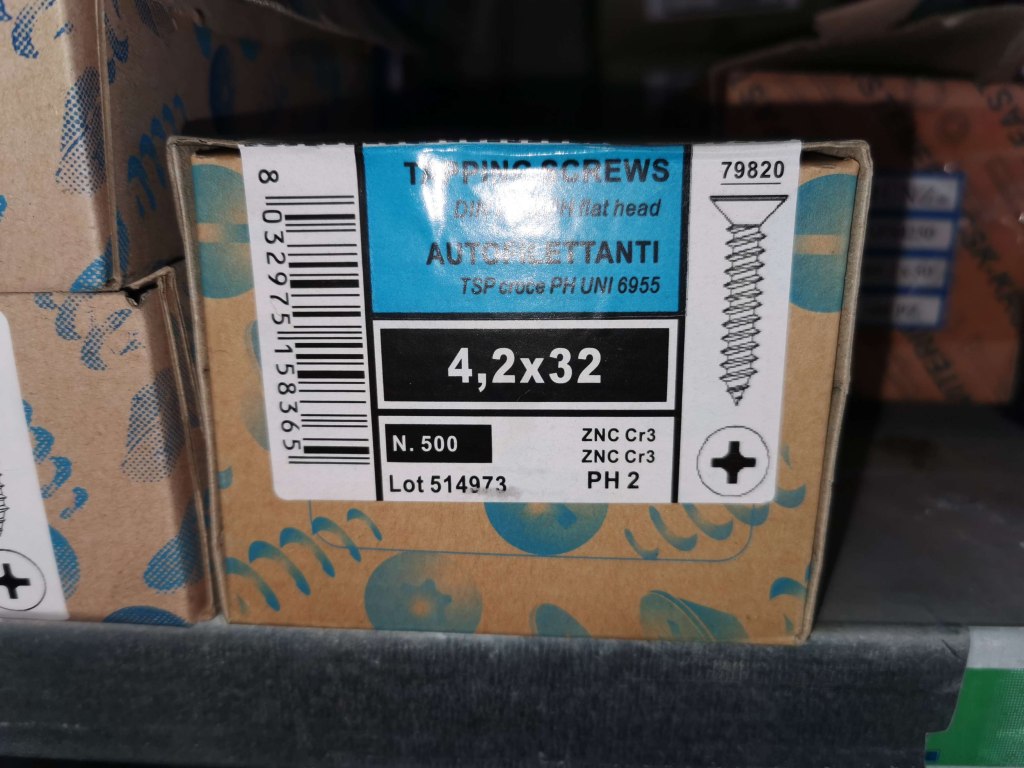 8 032975 158365
TAPPING SCREWS
flat head
AUTOFILETTANTI
TSP croce PH UNI 6955
4,2x32
N. 500
Lot 514973
ZNC Cr3
ZNC Cr3
PH 2
79820